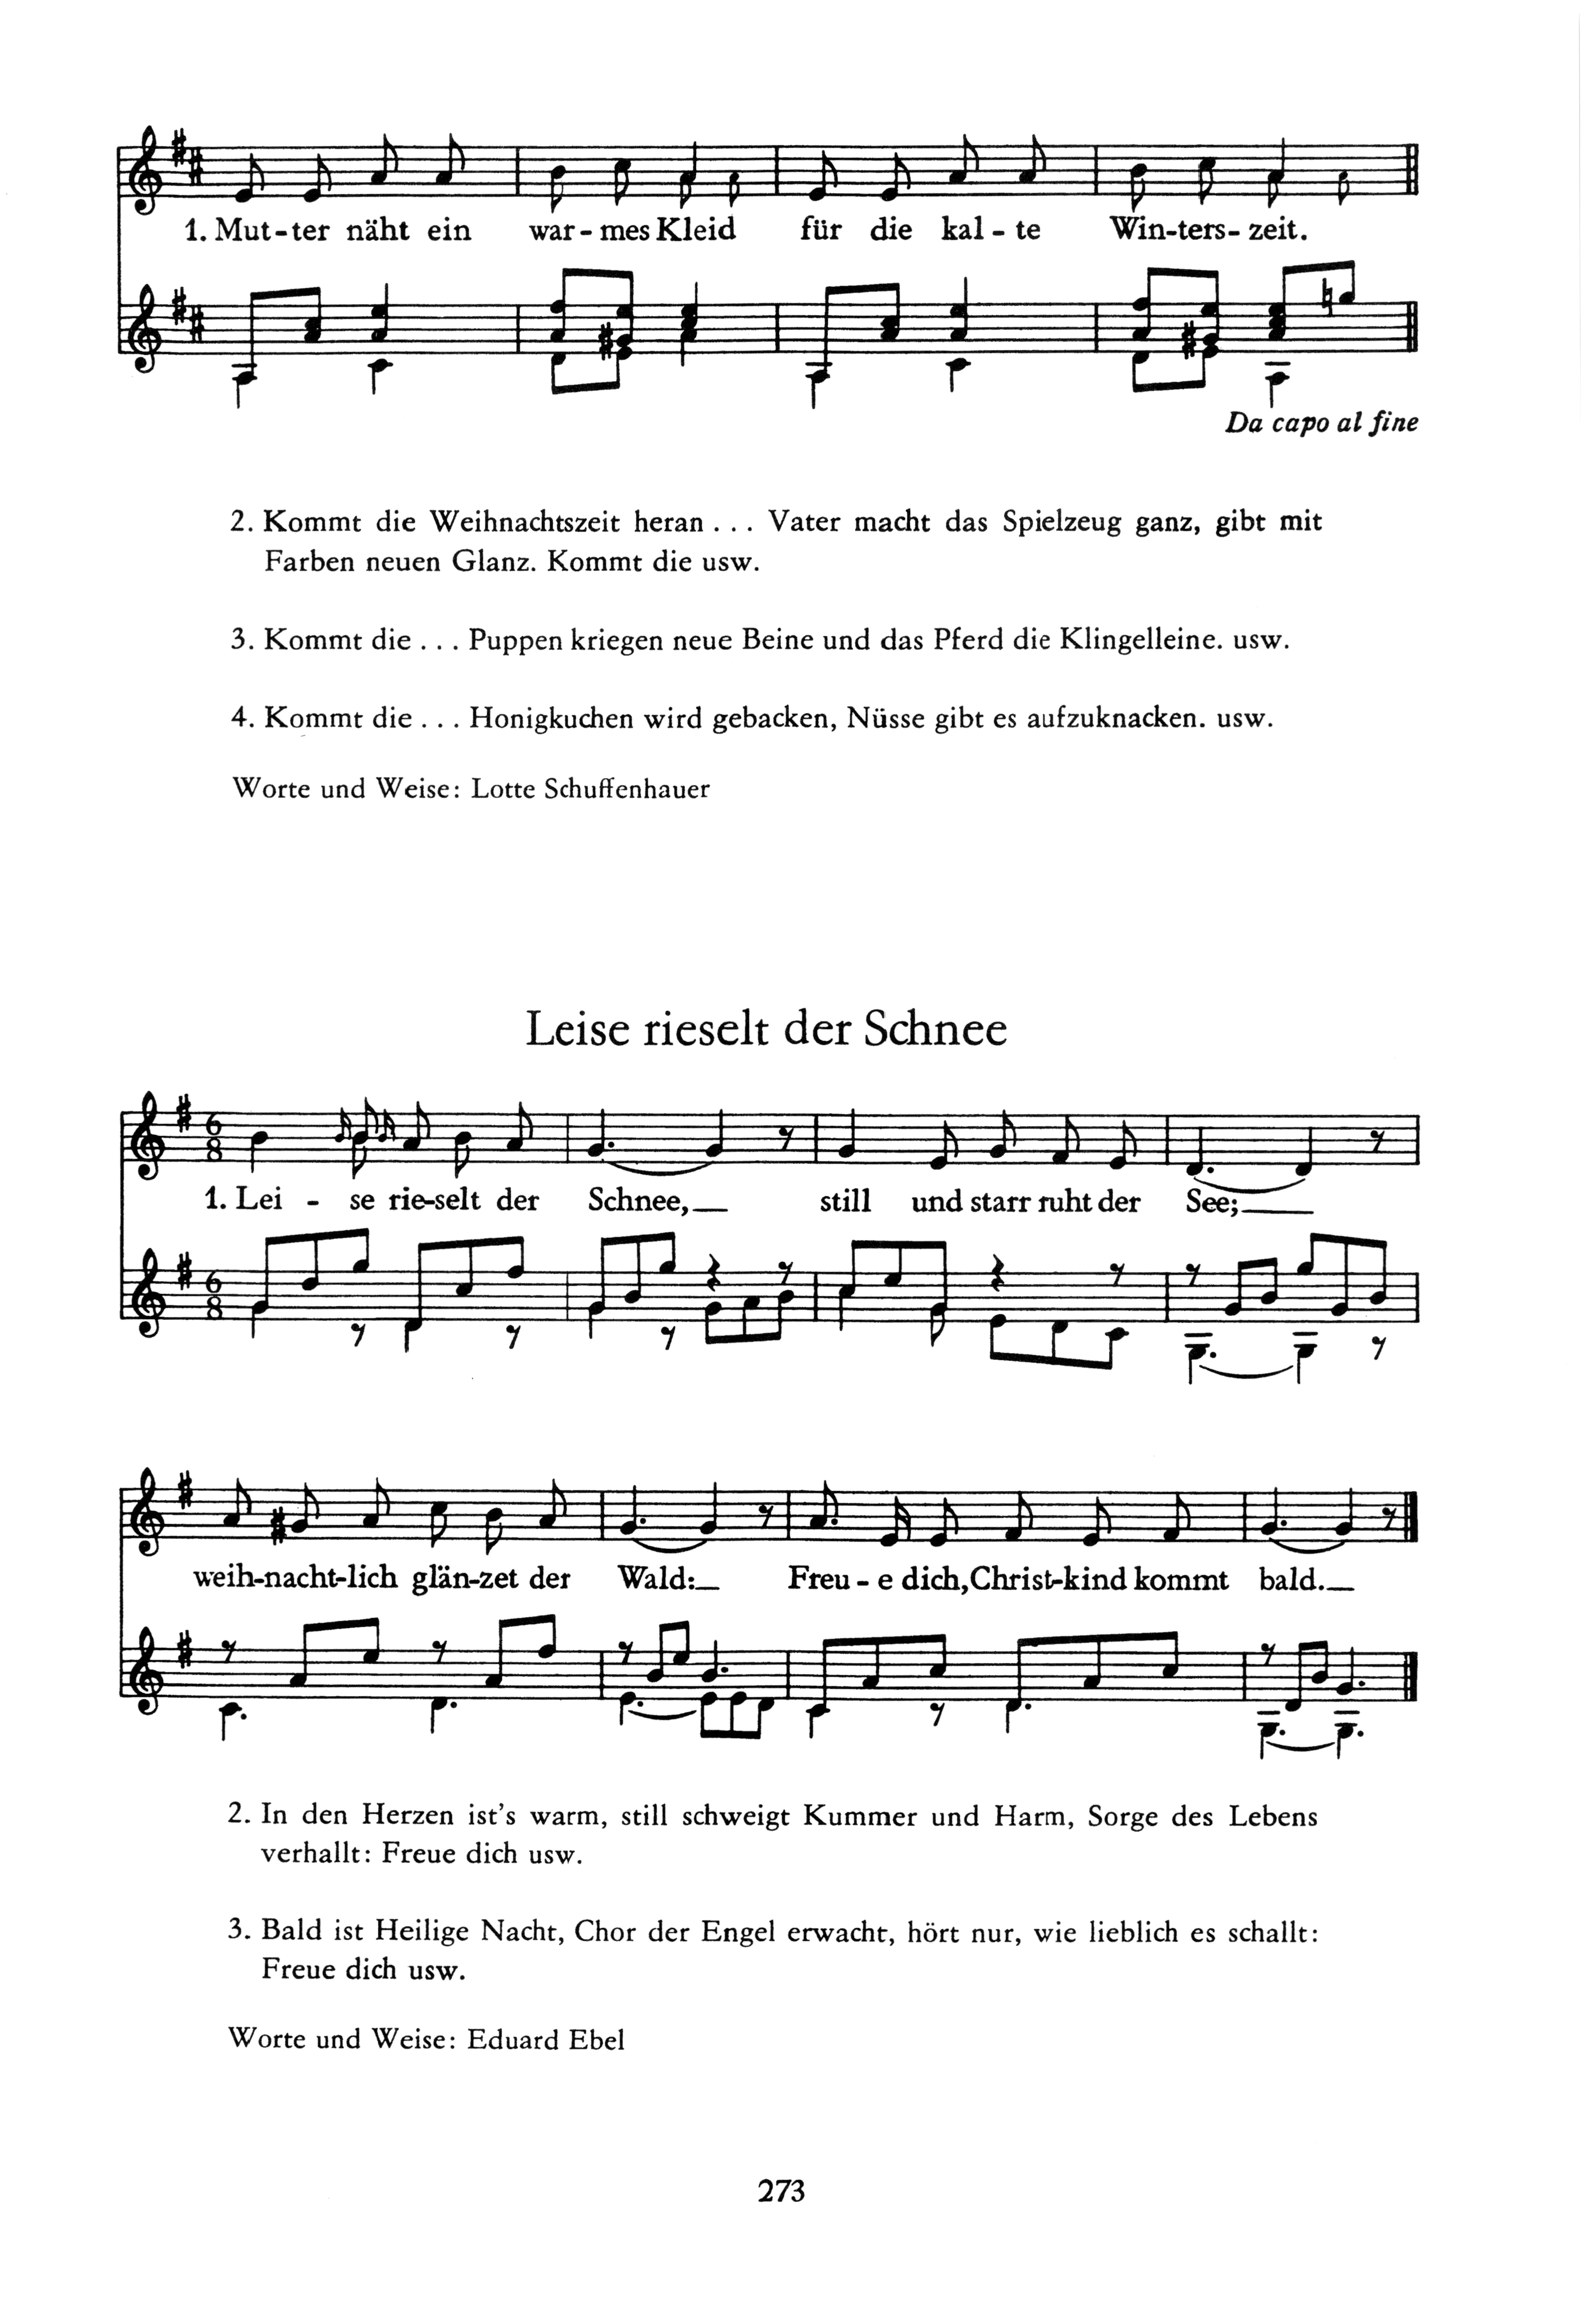 1. Mut-ter näht ein war-mes Kleid für die kal-te Win-ters-zeit.
Da capo al fine
2. Kommt die Weihnachtszeit heran . . . Vater macht das Spielzeug ganz, gibt mit
Farben neuen Glanz. Kommt die usw.
3. Kommt die . . . Puppen kriegen neue Beine und das Pferd die Klingelleine. usw.
4. Kommt die . . . Honigkuchen wird gebacken, Nüsse gibt es aufzuknacken. usw.
Worte und Weise: Lotte Schuffenhauer
Leise rieselt der Schnee
6
8
1. Lei - se rie-selt der Schnee,_ still und starr ruht der See;_
6
8
weih-nacht-lich glän-zet der Wald:_ Freu-e dich, Christ-kind kommt bald._
2. In den Herzen ist's warm, still schweigt Kummer und Harm, Sorge des Lebens
verhallt: Freue dich usw.
3. Bald ist Heilige Nacht, Chor der Engel erwacht, hört nur, wie lieblich es schallt:
Freue dich usw.
Worte und Weise: Eduard Ebel
273